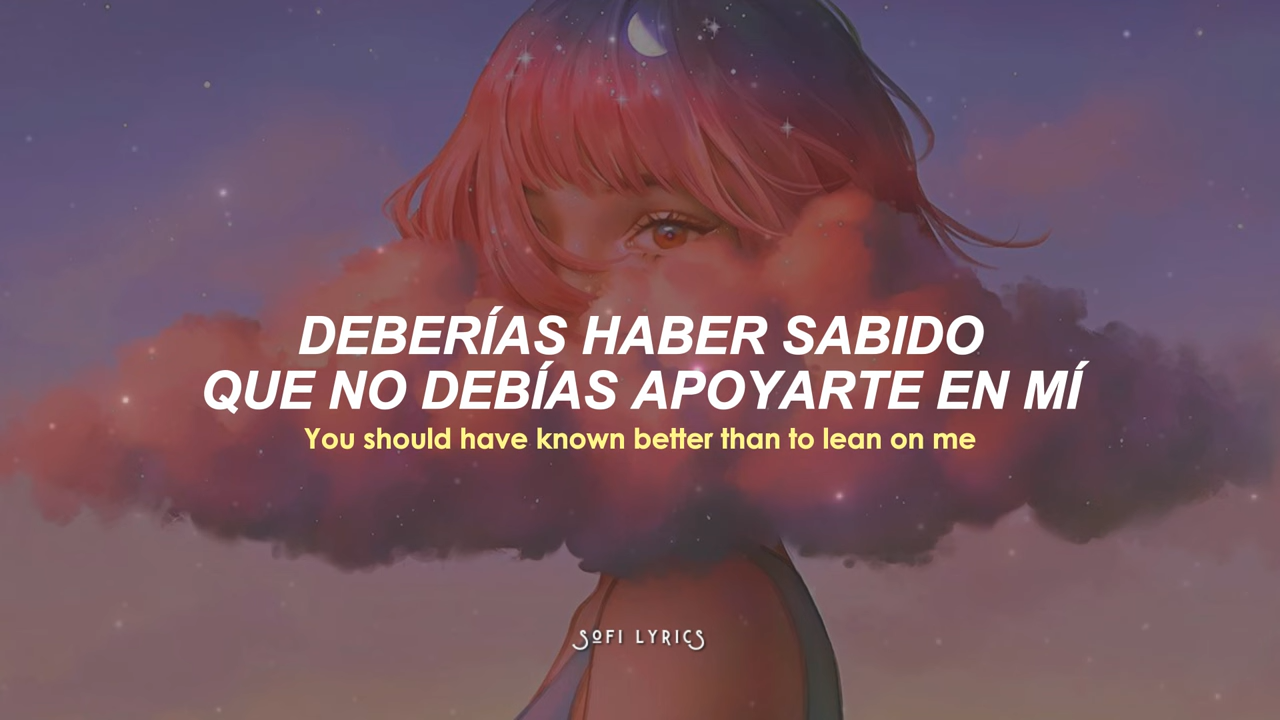 DEBERÍAS HABER SABIDO
QUE NO DEBÍAS APOYARTE EN MÍ
You should have known better than to lean on me
SOFI LYRICS